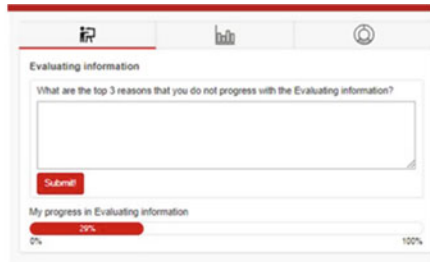 Evaluating information
What are the top 3 reasons that you do not progress with the Evaluating information?
Submit!
My progress in Evaluating information
29%
0% 100%